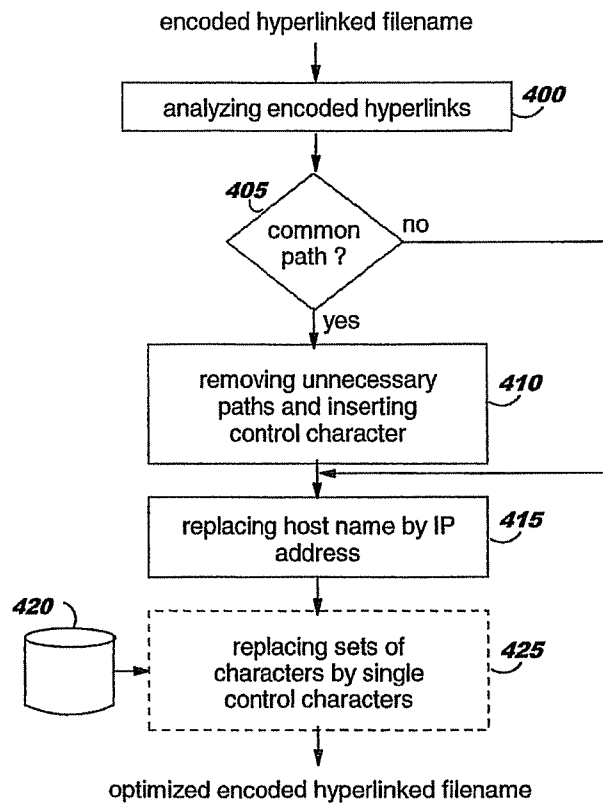 encoded hyperlinked filename
analyzing encoded hyperlinks
400
405
common
path ?
no
yes
removing unnecessary
paths and inserting
control character
410
replacing host name by IP
address
415
420
replacing sets of
characters by single
control characters
425
optimized encoded hyperlinked filename